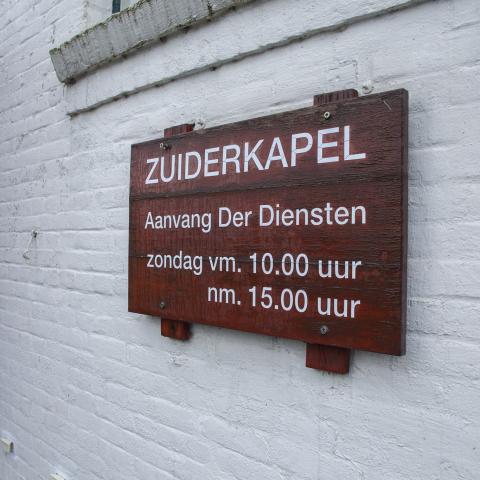 ZUIDERKAPEL
Aanvang Der Diensten
zondag vm. 10.00 uur
nm. 15.00 uur